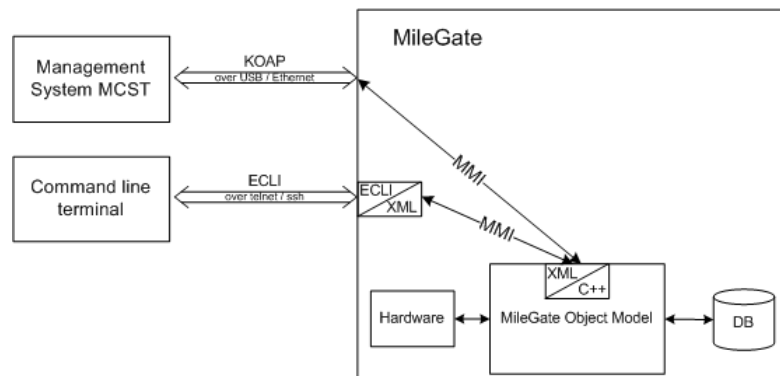 MileGate
Management
System MCST
KOAP
over USB / Ethernet
MMI
Command line
terminal
ECLI
over telnet / ssh
ECLI
XML
MMI
XML
C++
Hardware
MileGate Object Model
DB